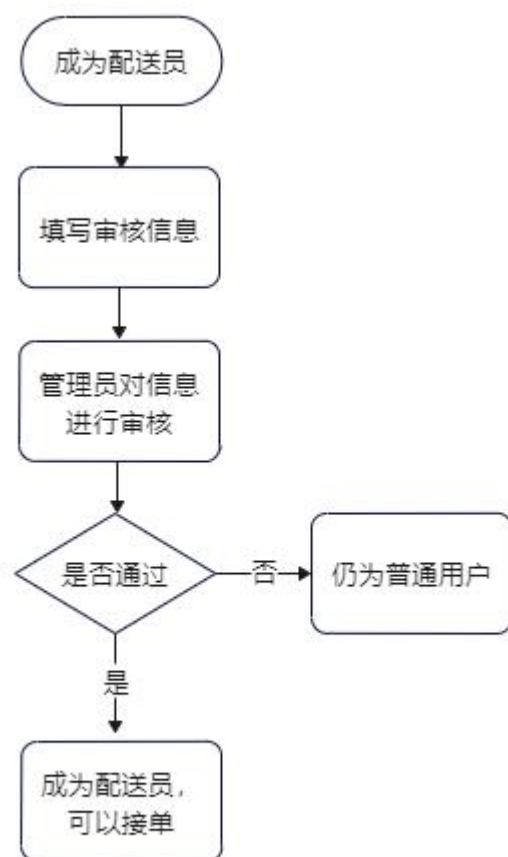 成为配送员
填写审核信息
管理员对信息
进行审核
是否通过
否
仍为普通用户
是
成为配送员，
可以接单